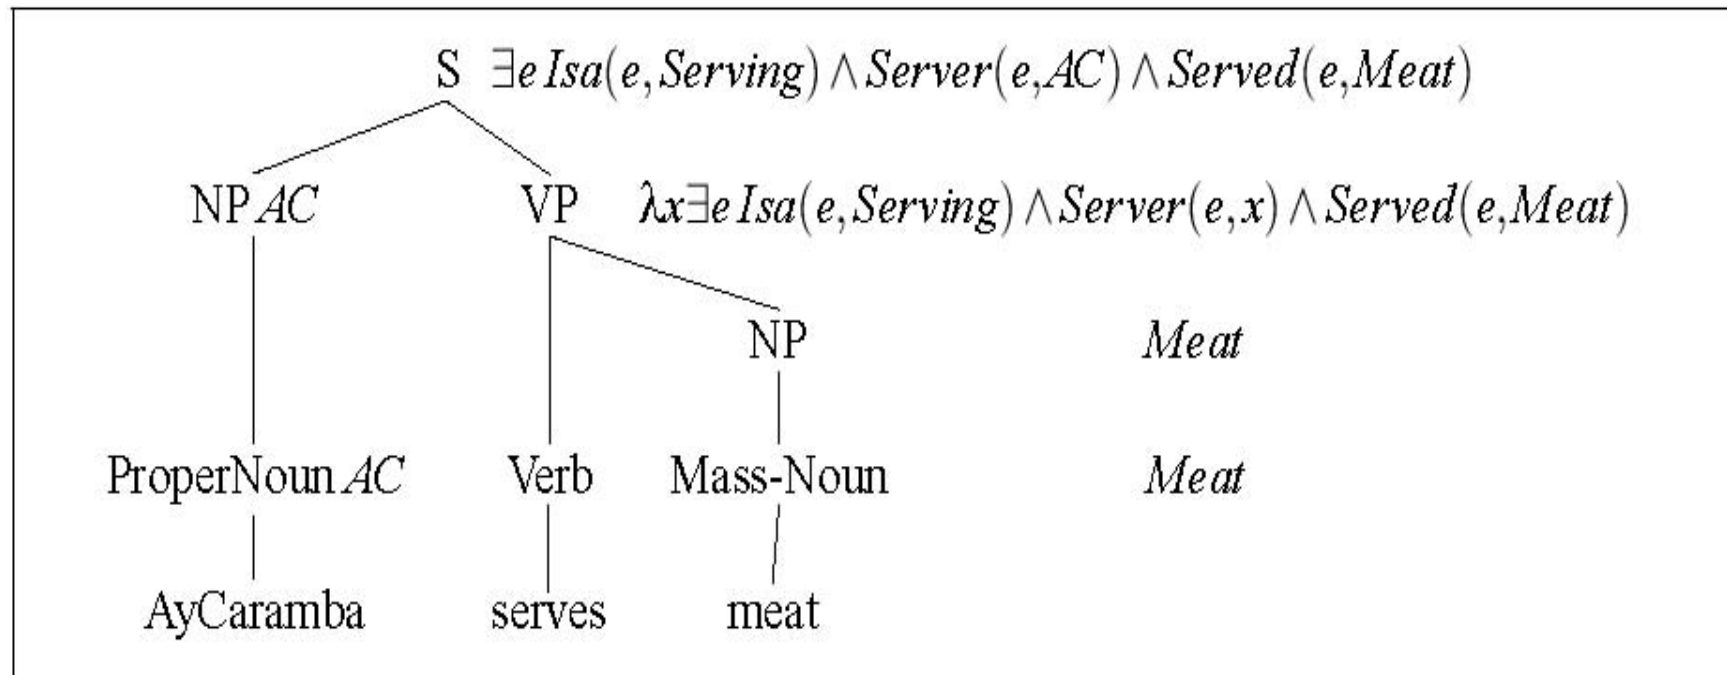 S ∃e Isa(e,Serving) ∧ Server(e,AC) ∧ Served(e,Meat)
NP AC VP λx∃e Isa(e,Serving) ∧ Server(e,x) ∧ Served(e,Meat)
NP Meat
ProperNoun AC Verb Mass-Noun Meat
AyCaramba serves meat